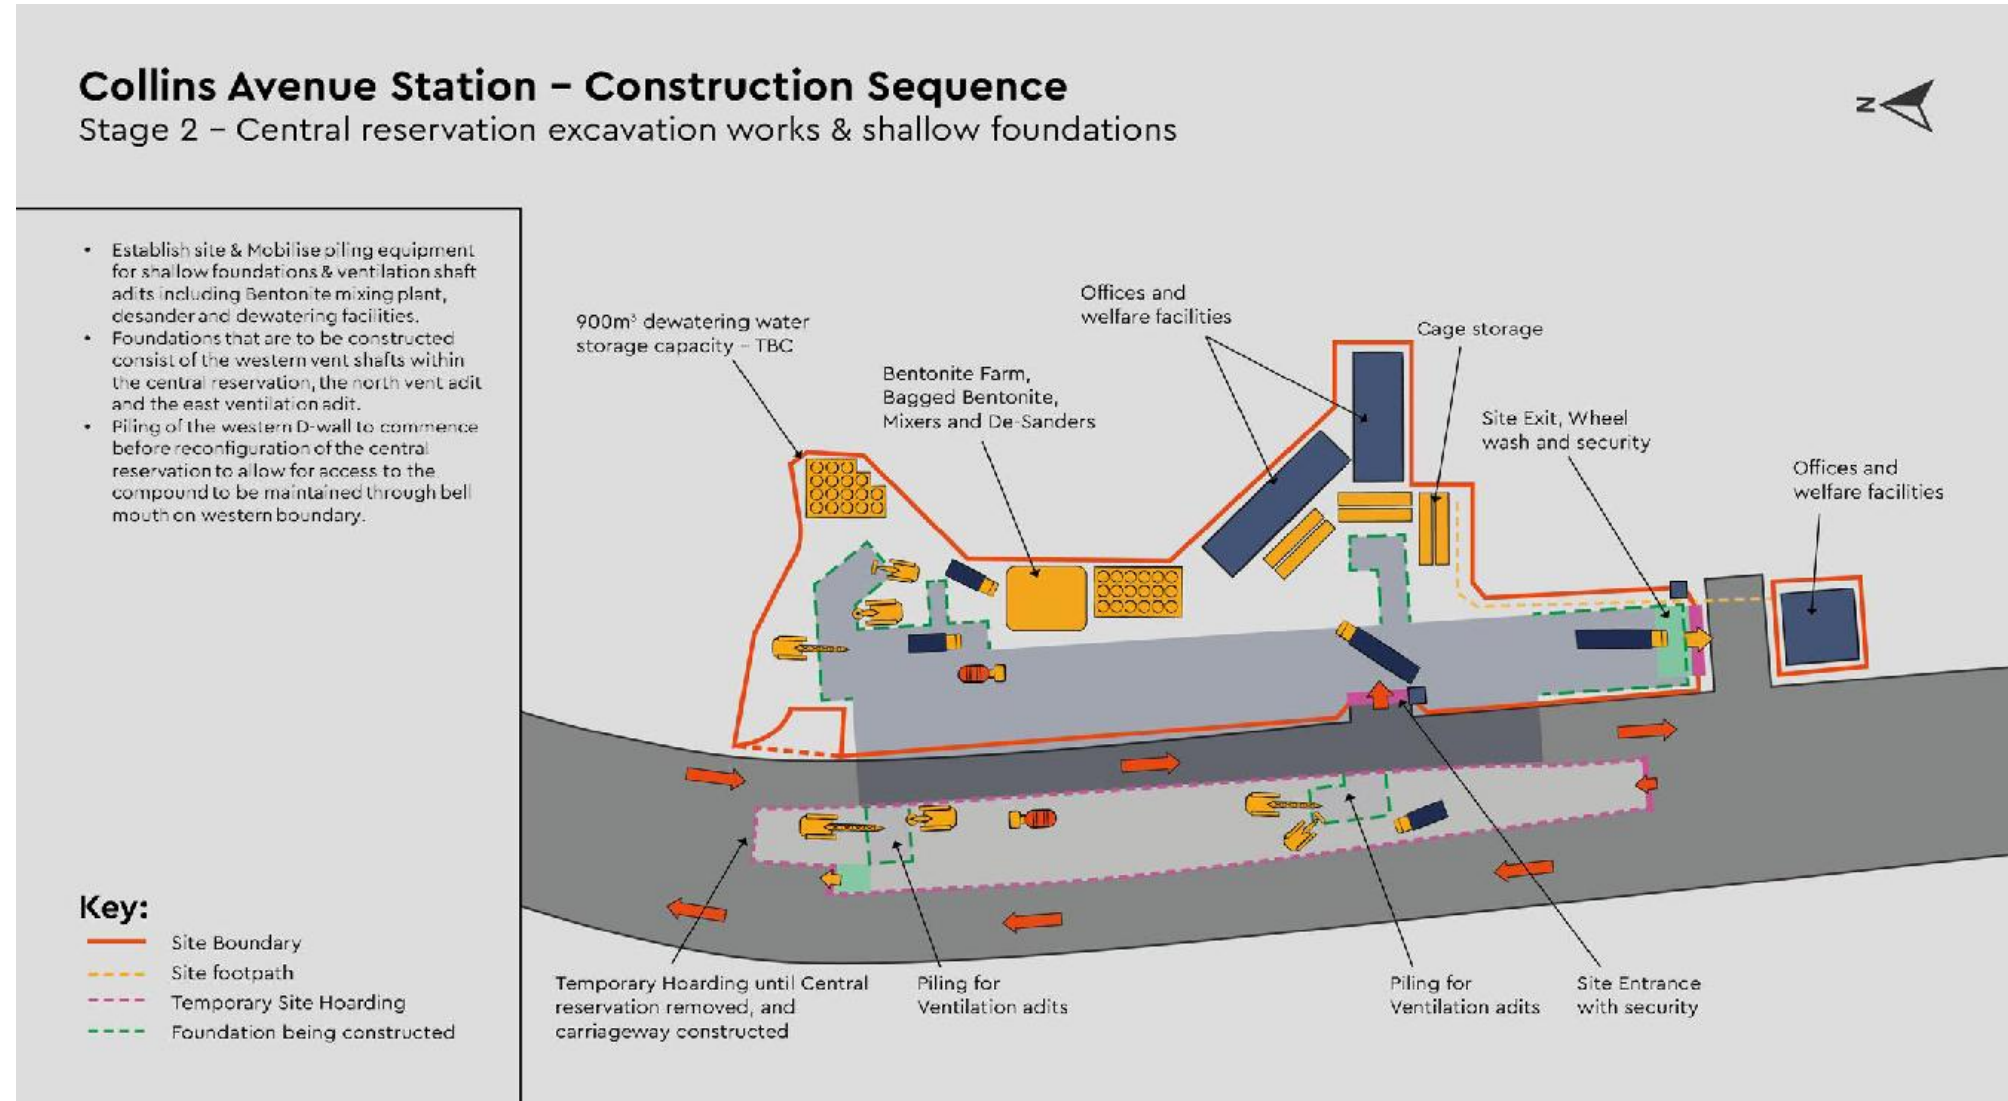 Collins Avenue Station – Construction Sequence
Stage 2 – Central reservation excavation works & shallow foundations
N
• Establish site & Mobilise piling equipment
for shallow foundations & ventilation shaft
adits including Bentonite mixing plant,
desander and dewatering facilities.
• Foundations that are to be constructed
consist of the western vent shafts within
the central reservation, the north vent adit
and the east ventilation adit.
• Piling of the western D-wall to commence
before reconfiguration of the central
reservation to allow for access to the
compound to be maintained through bell
mouth on western boundary.
900m³ dewatering water
storage capacity – TBC
Bentonite Farm,
Bagged Bentonite,
Mixers and De-Sanders
Offices and
welfare facilities
Cage storage
Site Exit, Wheel
wash and security
Offices and
welfare facilities
Temporary Hoarding until Central
reservation removed, and
carriageway constructed
Piling for
Ventilation adits
Piling for
Ventilation adits
Site Entrance
with security
Key:
Site Boundary
Site footpath
Temporary Site Hoarding
Foundation being constructed